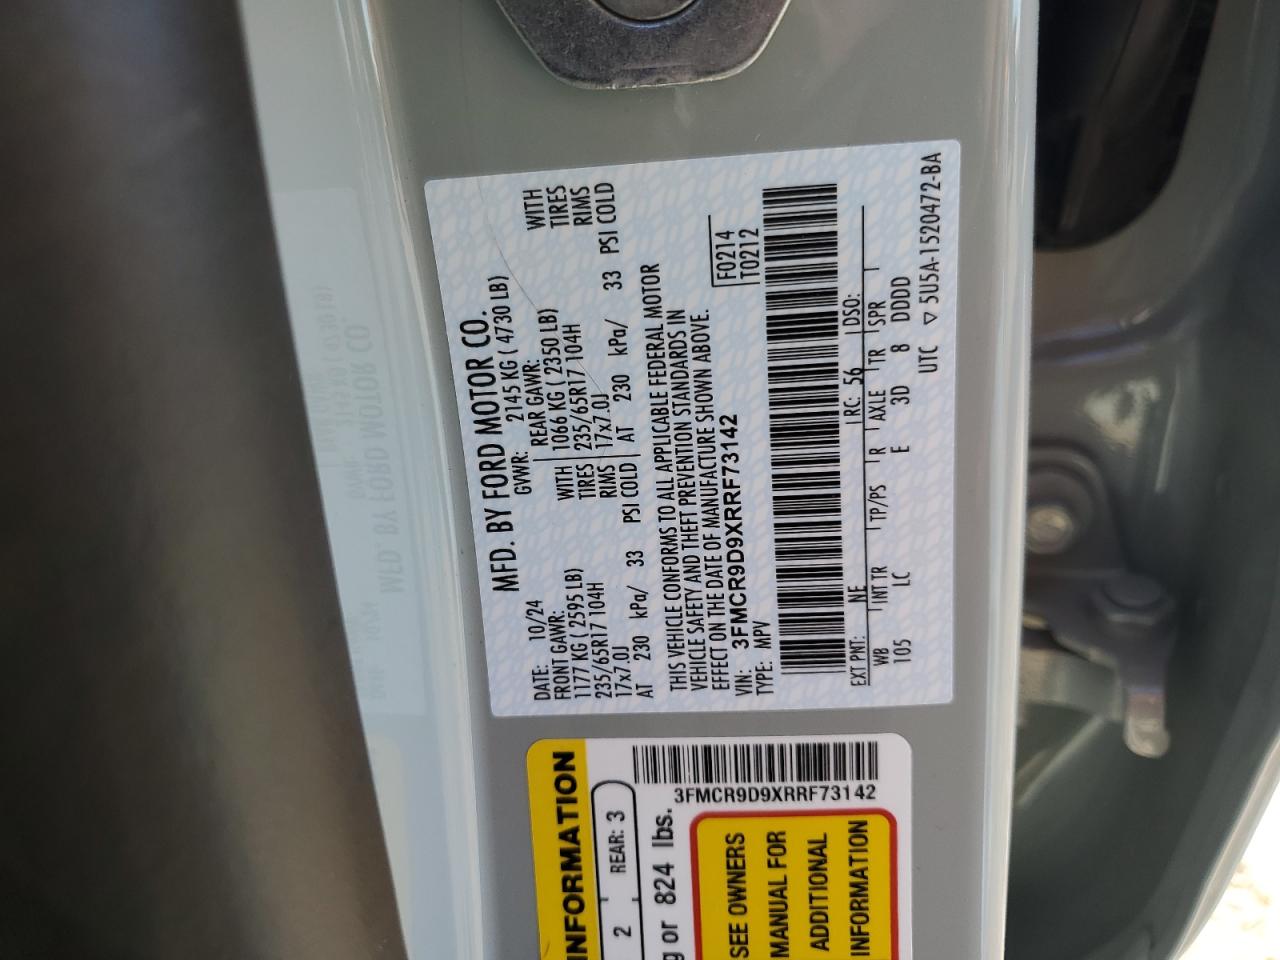 MFD. BY FORD MOTOR CO.
DATE: 10/24 GVWR: 2145 KG ( 4730 LB)
FRONT GAWR: REAR GAWR:
1177 KG ( 2595 LB) WITH 1066 KG ( 2350 LB) WITH
235/65R17 104H TIRES 235/65R17 104H TIRES
17x7.0J RIMS 17x7.0J RIMS
AT 230 kPa/ 33 PSI COLD AT 230 kPa/ 33 PSI COLD
THIS VEHICLE CONFORMS TO ALL APPLICABLE FEDERAL MOTOR
VEHICLE SAFETY AND THEFT PREVENTION STANDARDS IN
EFFECT ON THE DATE OF MANUFACTURE SHOWN ABOVE.
VIN: 3FMCR9D9XRRF73142 F0214
TYPE: MPV T0212
EXT PNT: NE RC: 56 DSO:
WB INT TR TP/PS R AXLE TR SPR
105 LC E 3D 8 DDDD
UTC ▽ 5U5A-1520472-BA
INFORMATION
2 REAR: 3
or 824 lbs.
3FMCR9D9XRRF73142
SEE OWNERS
MANUAL FOR
ADDITIONAL
INFORMATION